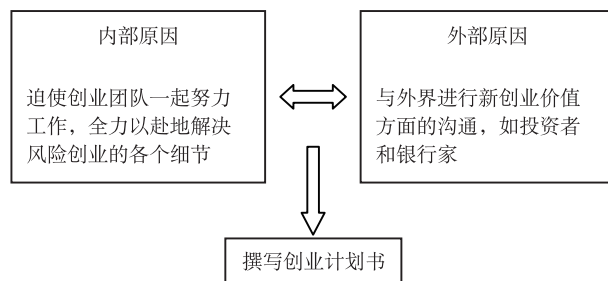 内部原因
迫使创业团队一起努力
工作，全力以赴地解决
风险创业的各个细节
外部原因
与外界进行新创业价值
方面的沟通，如投资者
和银行家
撰写创业计划书